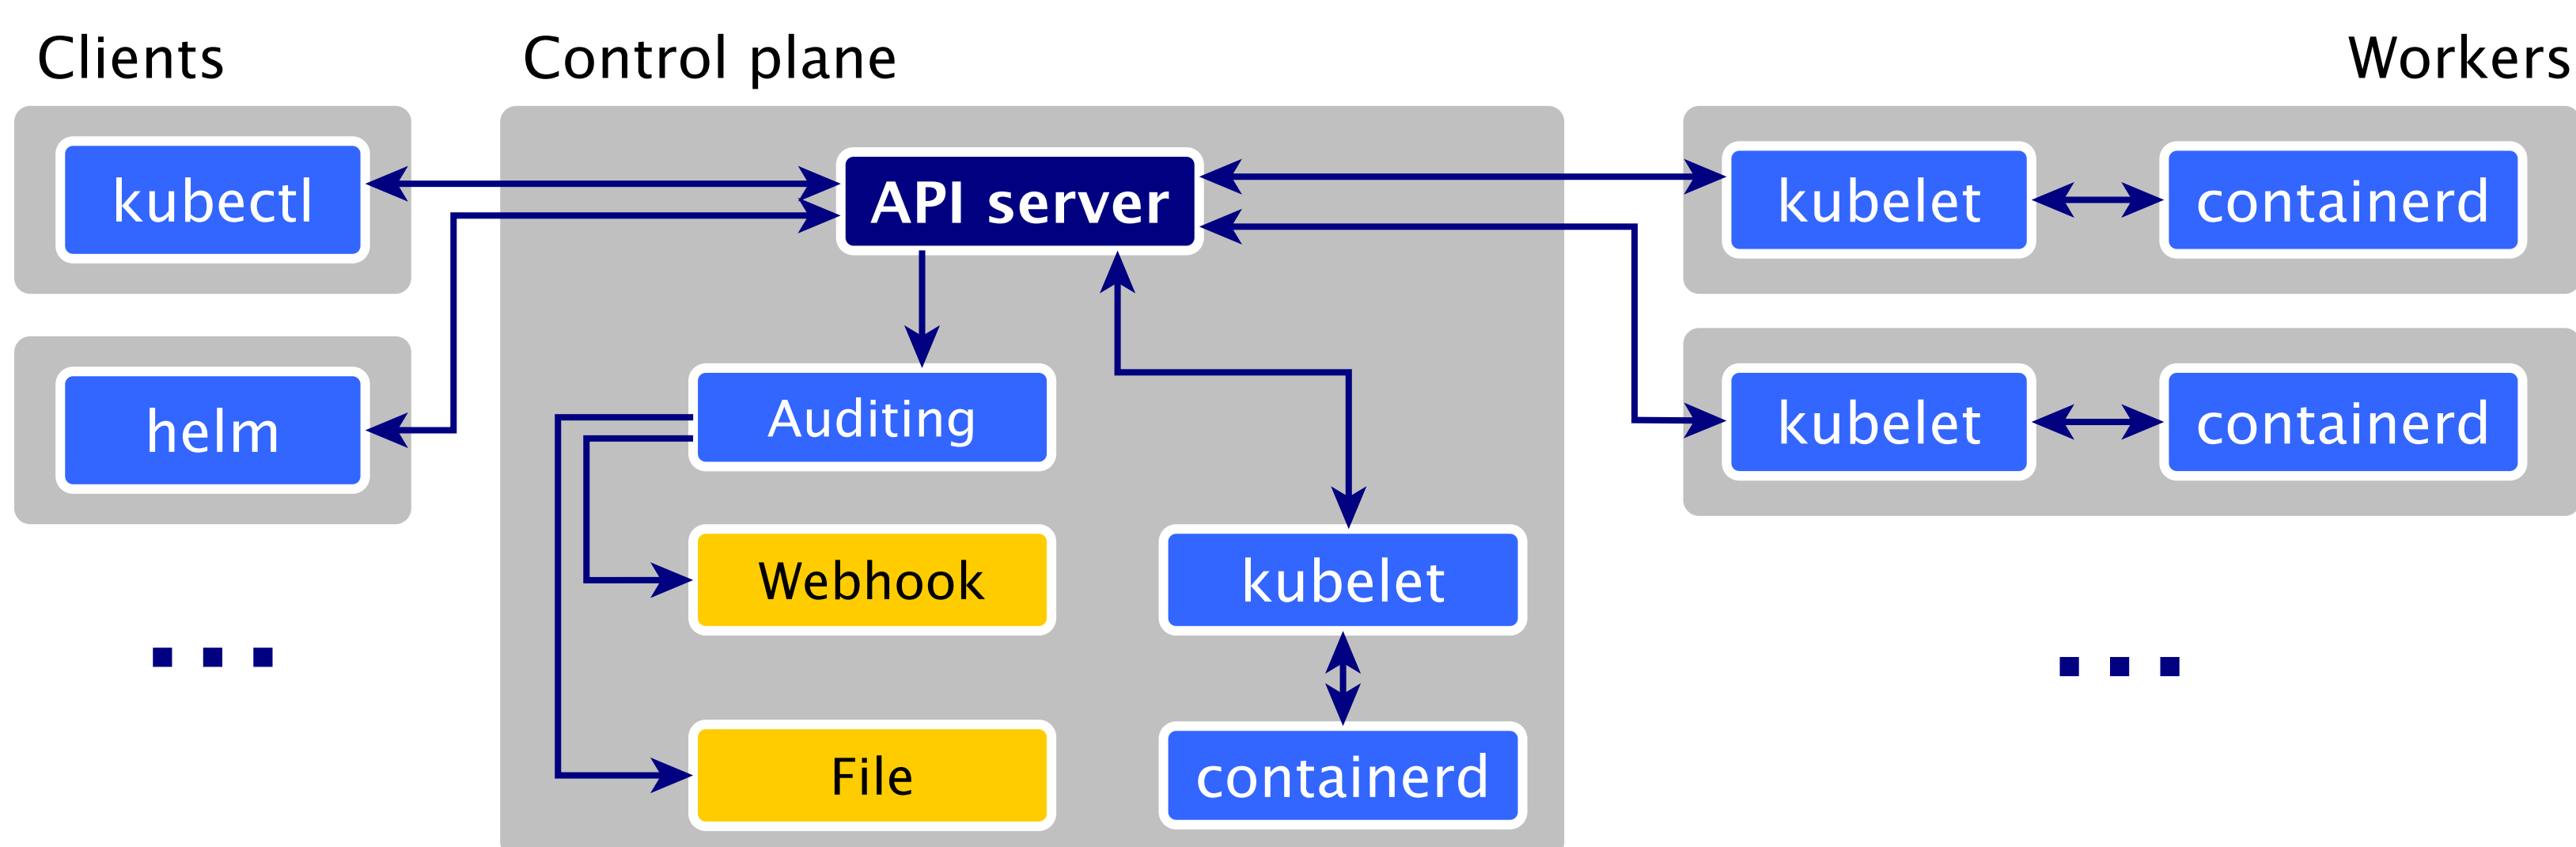 Clients
Control plane
Workers
kubectl
API server
kubelet
containerd
helm
Auditing
kubelet
containerd
Webhook
kubelet
File
containerd